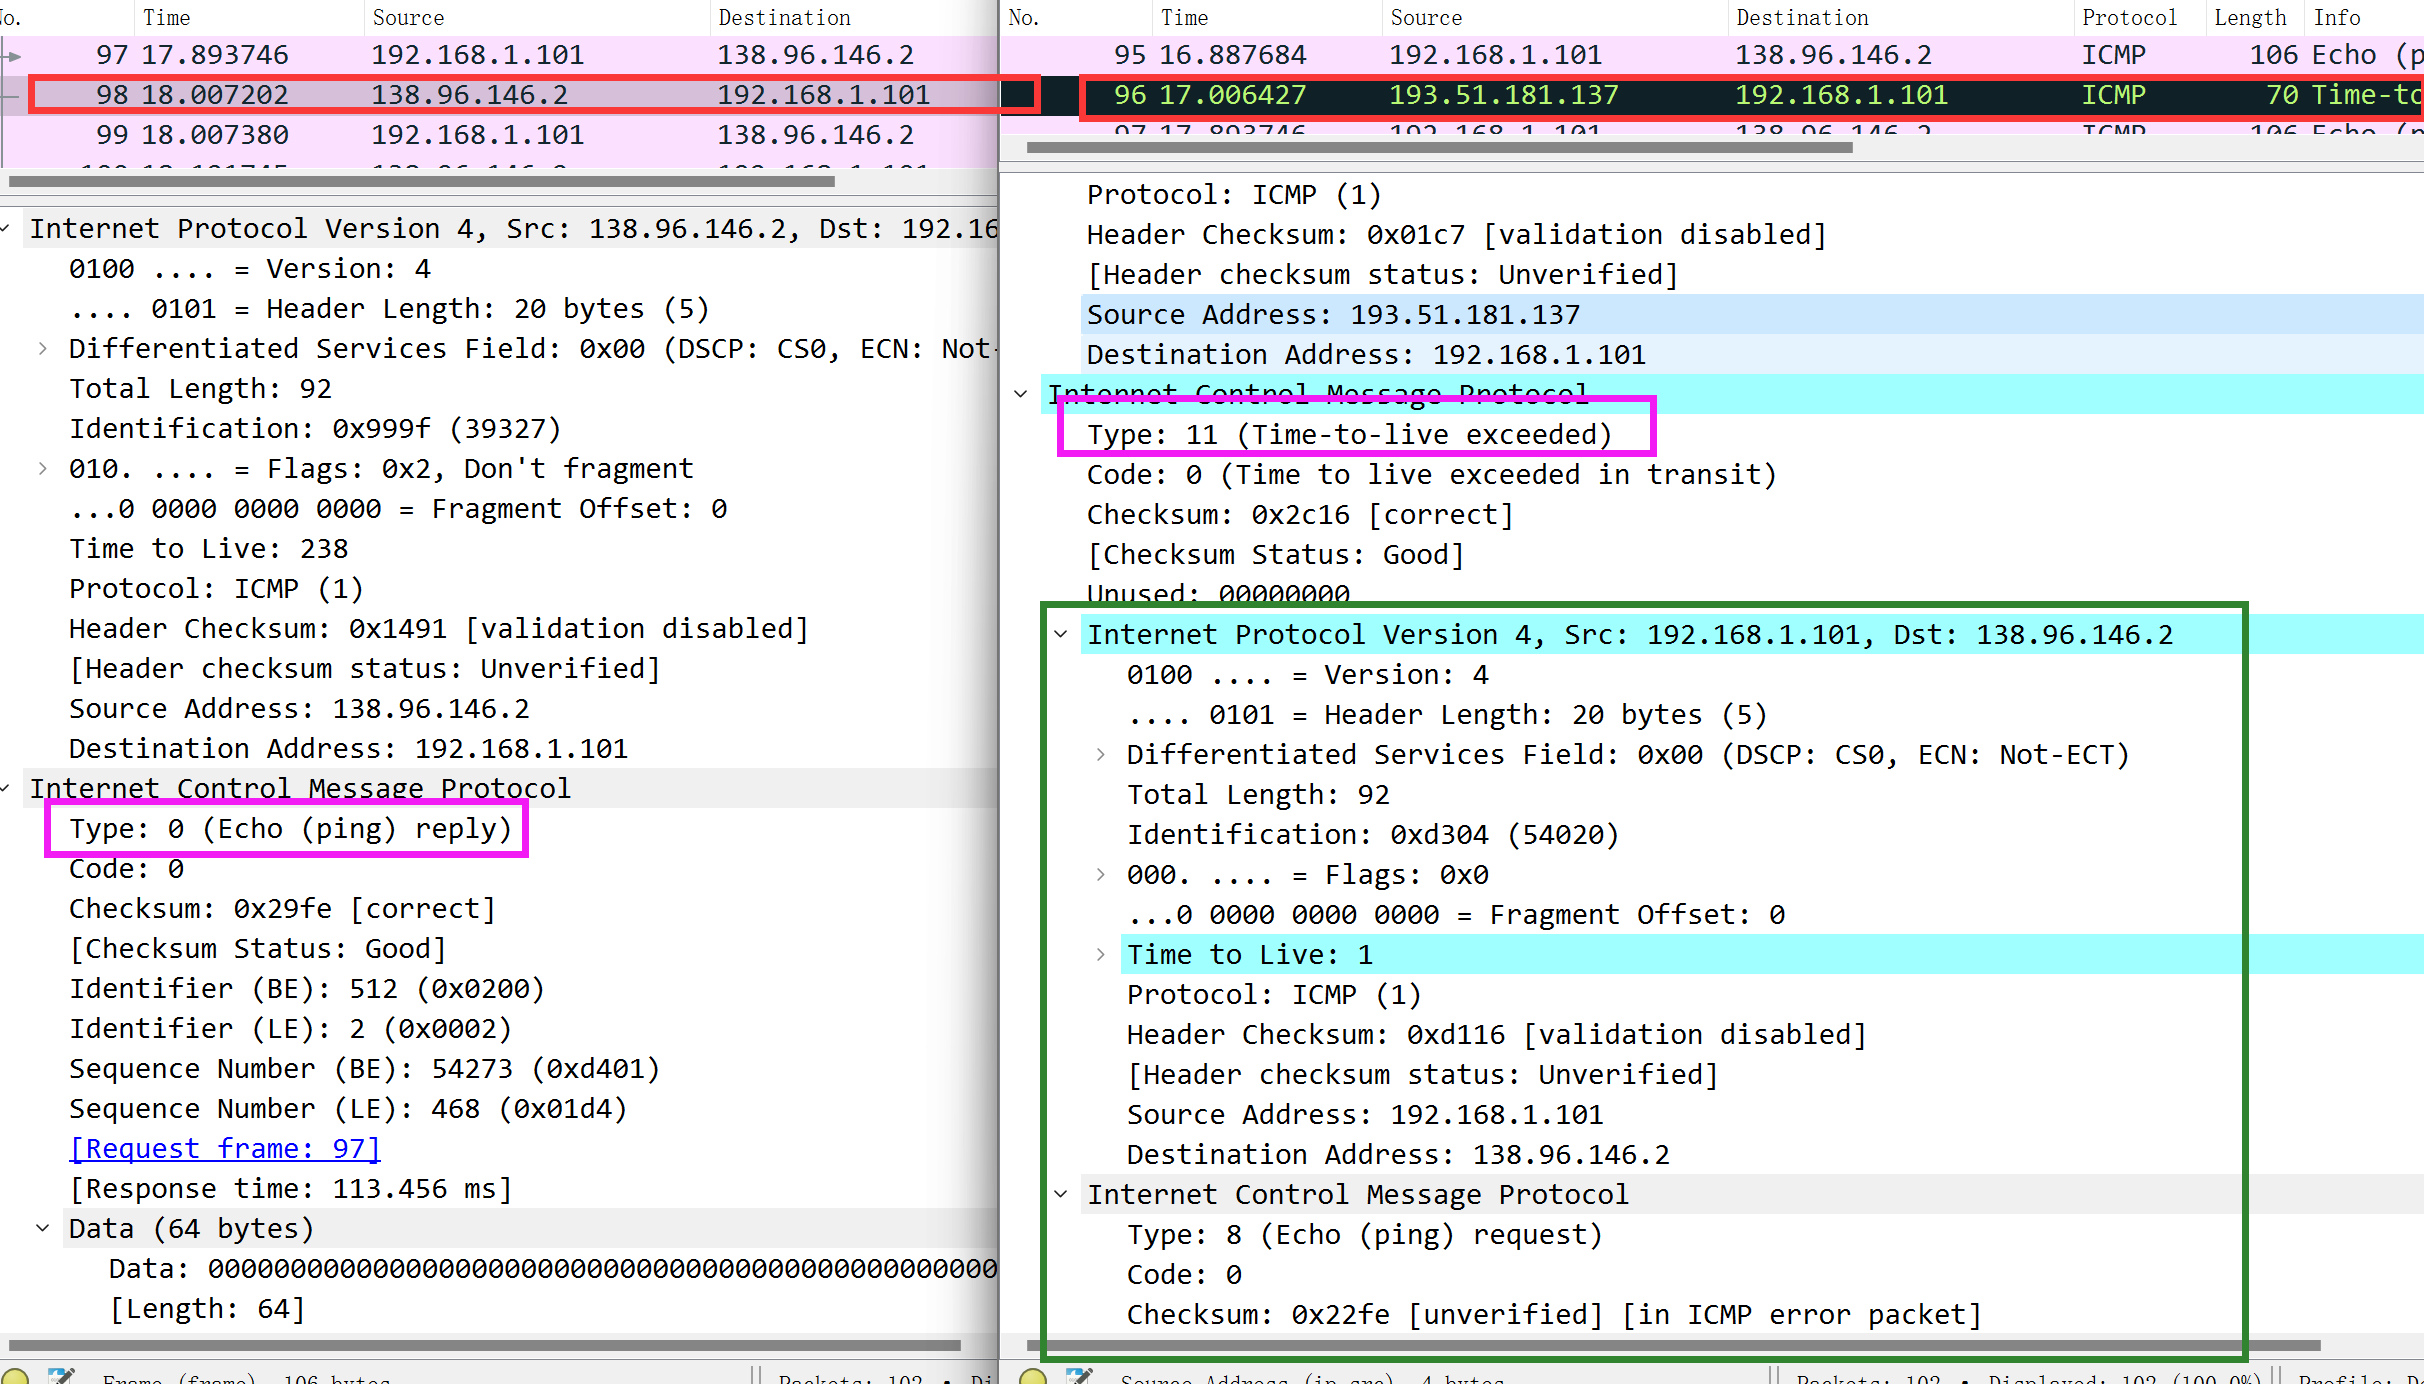 No. Time Source Destination
97 17.893746 192.168.1.101 138.96.146.2
98 18.007202 138.96.146.2 192.168.1.101
99 18.007380 192.168.1.101 138.96.146.2
Internet Protocol Version 4, Src: 138.96.146.2, Dst: 192.16
0100 .... = Version: 4
.... 0101 = Header Length: 20 bytes (5)
Differentiated Services Field: 0x00 (DSCP: CS0, ECN: Not-
Total Length: 92
Identification: 0x999f (39327)
010. .... = Flags: 0x2, Don't fragment
...0 0000 0000 0000 = Fragment Offset: 0
Time to Live: 238
Protocol: ICMP (1)
Header Checksum: 0x1491 [validation disabled]
[Header checksum status: Unverified]
Source Address: 138.96.146.2
Destination Address: 192.168.1.101
Internet Control Message Protocol
Type: 0 (Echo (ping) reply)
Code: 0
Checksum: 0x29fe [correct]
[Checksum Status: Good]
Identifier (BE): 512 (0x0200)
Identifier (LE): 2 (0x0002)
Sequence Number (BE): 54273 (0xd401)
Sequence Number (LE): 468 (0x01d4)
[Request frame: 97]
[Response time: 113.456 ms]
Data (64 bytes)
Data: 000000000000000000000000000000000000000000000000
[Length: 64]
Frame (frame), 106 bytes
Packets: 102 • Di
No. Time Source Destination Protocol Length Info
95 16.887684 192.168.1.101 138.96.146.2 ICMP 106 Echo (p
96 17.006427 193.51.181.137 192.168.1.101 ICMP 70 Time-to
97 17.893746 192.168.1.101 138.96.146.2 ICMP 106 Echo (p
Protocol: ICMP (1)
Header Checksum: 0x01c7 [validation disabled]
[Header checksum status: Unverified]
Source Address: 193.51.181.137
Destination Address: 192.168.1.101
Internet Control Message Protocol
Type: 11 (Time-to-live exceeded)
Code: 0 (Time to live exceeded in transit)
Checksum: 0x2c16 [correct]
[Checksum Status: Good]
Unused: 00000000
Internet Protocol Version 4, Src: 192.168.1.101, Dst: 138.96.146.2
0100 .... = Version: 4
.... 0101 = Header Length: 20 bytes (5)
Differentiated Services Field: 0x00 (DSCP: CS0, ECN: Not-ECT)
Total Length: 92
Identification: 0xd304 (54020)
000. .... = Flags: 0x0
...0 0000 0000 0000 = Fragment Offset: 0
Time to Live: 1
Protocol: ICMP (1)
Header Checksum: 0xd116 [validation disabled]
[Header checksum status: Unverified]
Source Address: 192.168.1.101
Destination Address: 138.96.146.2
Internet Control Message Protocol
Type: 8 (Echo (ping) request)
Code: 0
Checksum: 0x22fe [unverified] [in ICMP error packet]
Source Address (ip.src), 4 bytes
Packets: 102 • Displayed: 102 (100.0%)
Profile: De